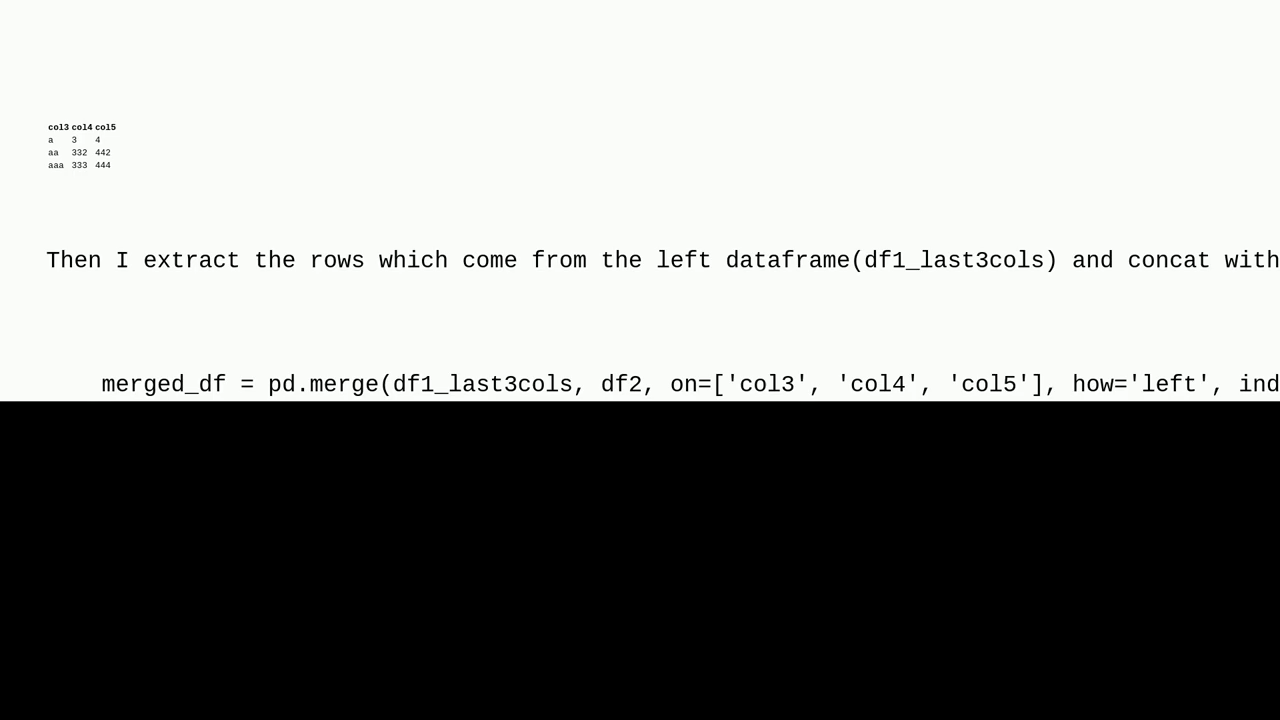 col3 col4 col5
a 3 4
aa 332 442
aaa 333 444
Then I extract the rows which come from the left dataframe(df1_last3cols) and concat with
merged_df = pd.merge(df1_last3cols, df2, on=['col3', 'col4', 'col5'], how='left', ind